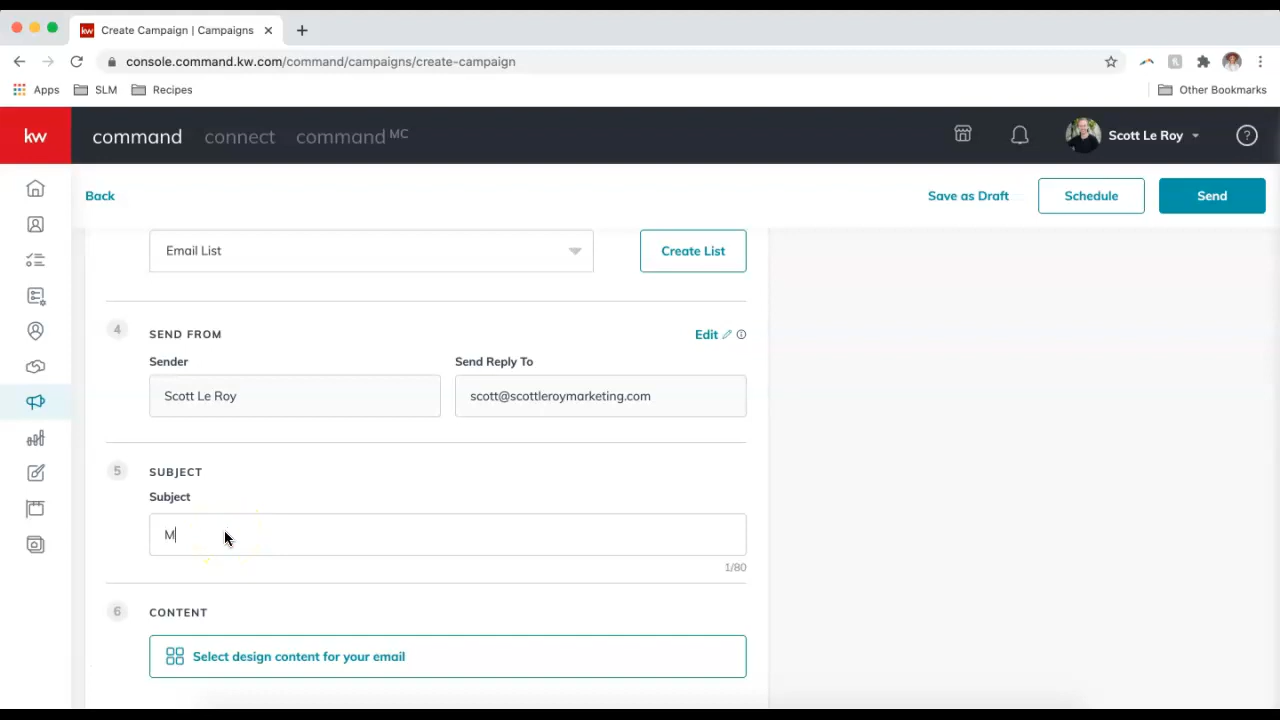 Create Campaign | Campaigns
console.command.kw.com/command/campaigns/create-campaign
Apps SLM Recipes Other Bookmarks
kw command connect command MC Scott Le Roy ?
Back Save as Draft Schedule Send
Email List Create List
4 SEND FROM Edit
Sender Send Reply To
Scott Le Roy scott@scottleroymarketing.com
5 SUBJECT
Subject
M
1/80
6 CONTENT
Select design content for your email